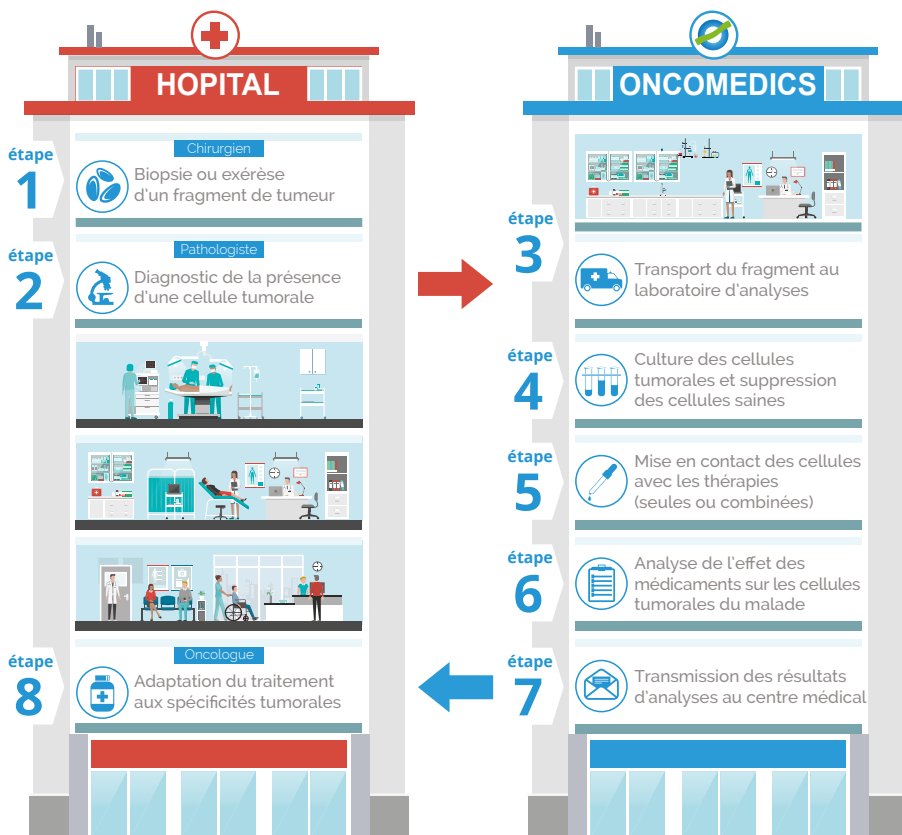 HOPITAL
étape
1
Chirurgien
Biopsie ou exérèse
d'un fragment de tumeur
étape
2
Pathologiste
Diagnostic de la présence
d'une cellule tumorale
ONCOMEDICS
étape
3
Transport du fragment au
laboratoire d'analyses
étape
4
Culture des cellules
tumorales et suppression
des cellules saines
étape
5
Mise en contact des cellules
avec les thérapies
(seules ou combinées)
étape
6
Analyse de l'effet des
médicaments sur les cellules
tumorales du malade
étape
7
Transmission des résultats
d'analyses au centre médical
étape
8
Oncologue
Adaptation du traitement
aux spécificités tumorales